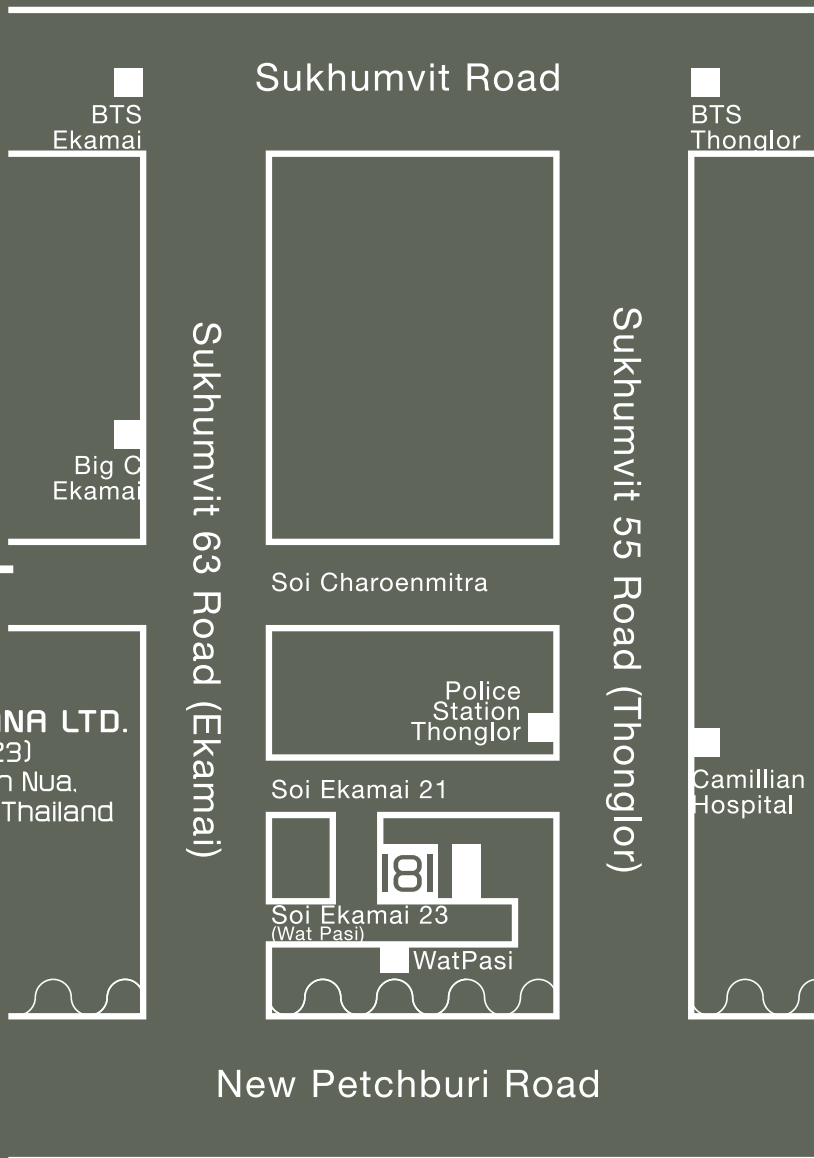 Sukhumvit Road
BTS
Ekamai
BTS
Thonglor
Sukhumvit 63 Road (Ekamai)
Sukhumvit 55 Road (Thonglor)
Big C
Ekamai
Soi Charoenmitra
Police
Station
Thonglor
LTD.
23)
Nua,
Thailand
Soi Ekamai 21
Camillian
Hospital
181
Soi Ekamai 23
(Wat Pasi)
WatPasi
New Petchburi Road